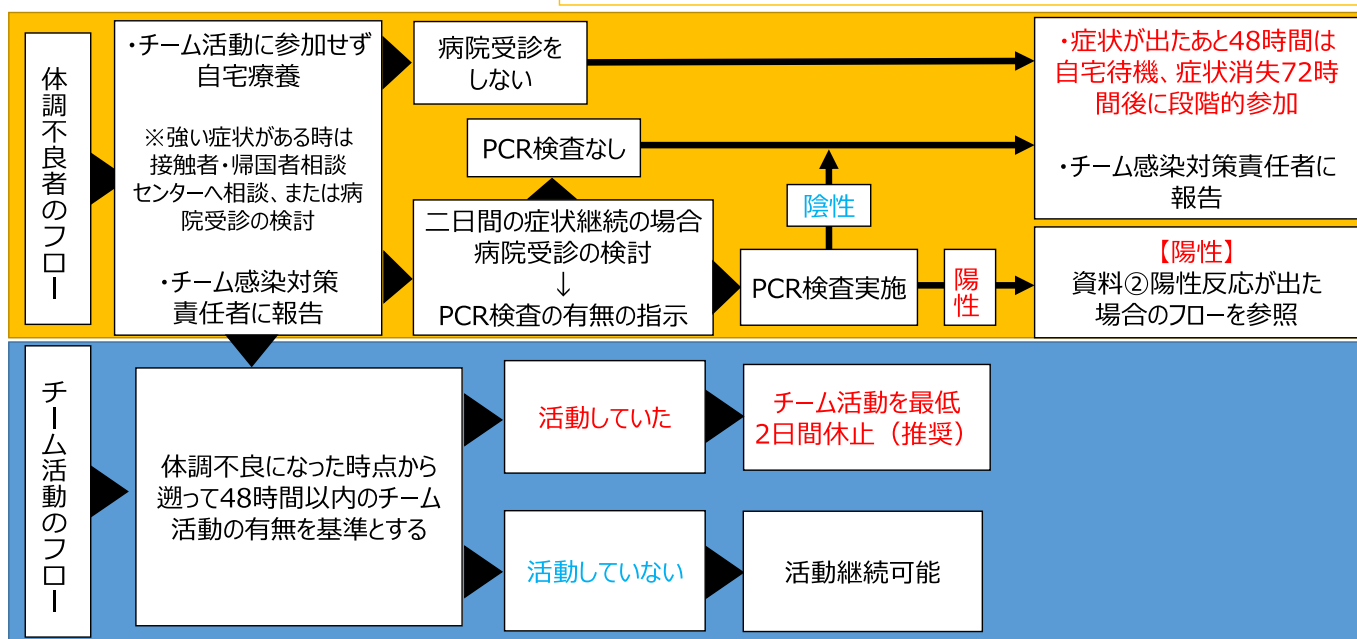 体調不良者のフロー
・チーム活動に参加せず
自宅療養
※強い症状がある時は
接触者・帰国者相談
センターへ相談、または病
院受診の検討
・チーム感染対策
責任者に報告
病院受診を
しない
PCR検査なし
二日間の症状継続の場合
病院受診の検討
↓
PCR検査の有無の指示
陰性
PCR検査実施
陽性
・症状が出たあと48時間は
自宅待機、症状消失72時
間後に段階的参加
・チーム感染対策責任者に
報告
【陽性】
資料②陽性反応が出た
場合のフローを参照
チーム活動のフロー
体調不良になった時点から
遡って48時間以内のチーム
活動の有無を基準とする
活動していた
チーム活動を最低
2日間休止（推奨）
活動していない
活動継続可能